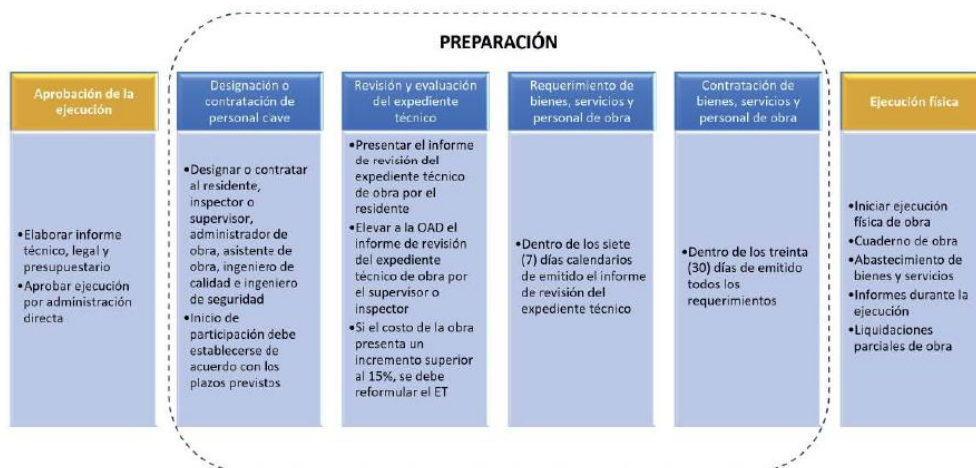 PREPARACIÓN
Aprobación de la
ejecución
•Elaborar informe
técnico, legal y
presupuestario
•Aprobar ejecución
por administración
directa
Designación o
contratación de
personal clave
•Designar o contratar
al residente,
inspector o
supervisor,
administrador de
obra, asistente de
obra, ingeniero de
calidad e ingeniero
de seguridad
•Inicio de
participación debe
establecerse de
acuerdo con los
plazos previstos
Revisión y evaluación
del expediente
técnico
•Presentar el informe
de revisión del
expediente técnico
de obra por el
residente
•Elevar a la OAD el
informe de revisión
del expediente
técnico de obra por
el supervisor o
inspector
•Si el costo de la obra
presenta un
incremento superior
al 15%, se debe
reformular el ET
Requerimiento de
bienes, servicios y
personal de obra
•Dentro de los siete
(7) días calendarios
de emitido el informe
de revisión del
expediente técnico
Contratación de
bienes, servicios y
personal de obra
•Dentro de los treinta
(30) días de emitido
todos los
requerimientos
Ejecución física
•Iniciar ejecución
física de obra
•Cuaderno de obra
•Abastecimiento de
bienes y servicios
•Informes durante la
ejecución
•Liquidaciones
parciales de obra